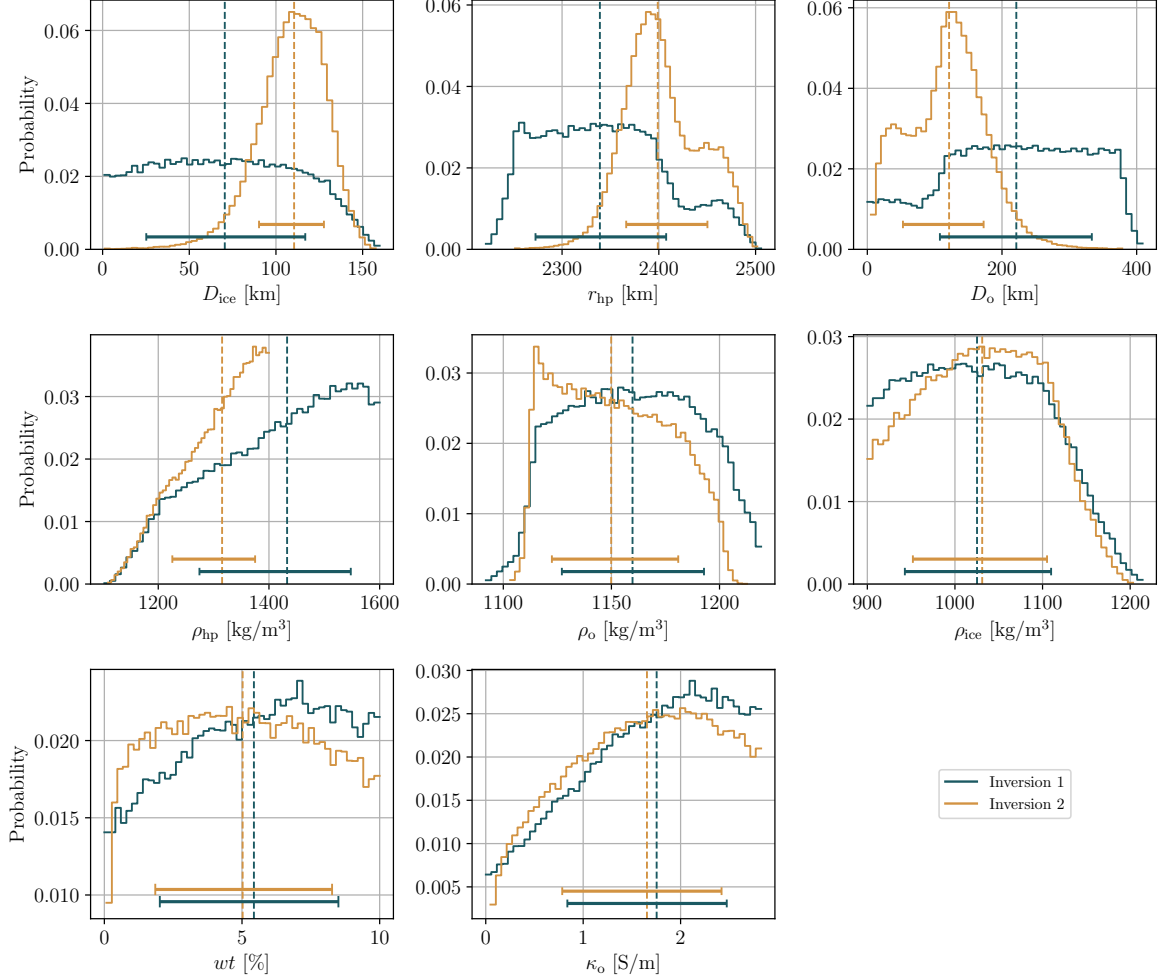 Probability
0.06
0.04
0.02
0.00
0 50 100 150
D_ice [km]
0.06
0.04
0.02
0.00
2300 2400 2500
r_hp [km]
0.06
0.04
0.02
0.00
0 200 400
D_o [km]
Probability
0.03
0.02
0.01
0.00
1200 1400 1600
ρ_hp [kg/m³]
0.03
0.02
0.01
0.00
1100 1150 1200
ρ_o [kg/m³]
0.03
0.02
0.01
0.00
900 1000 1100 1200
ρ_ice [kg/m³]
Probability
0.020
0.015
0.010
0 5 10
wt [%]
0.030
0.025
0.020
0.015
0.010
0.005
0 1 2
κ_o [S/m]
Inversion 1
Inversion 2